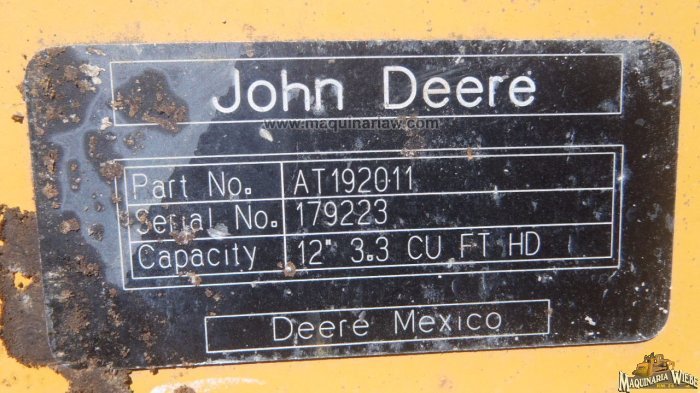 John Deere
www.maquinariaw.com
Part No. AT192011
Serial No. 179223
Capacity 12" 3.3 CU FT HD
Deere Mexico
MAQUINARIA WIEBE